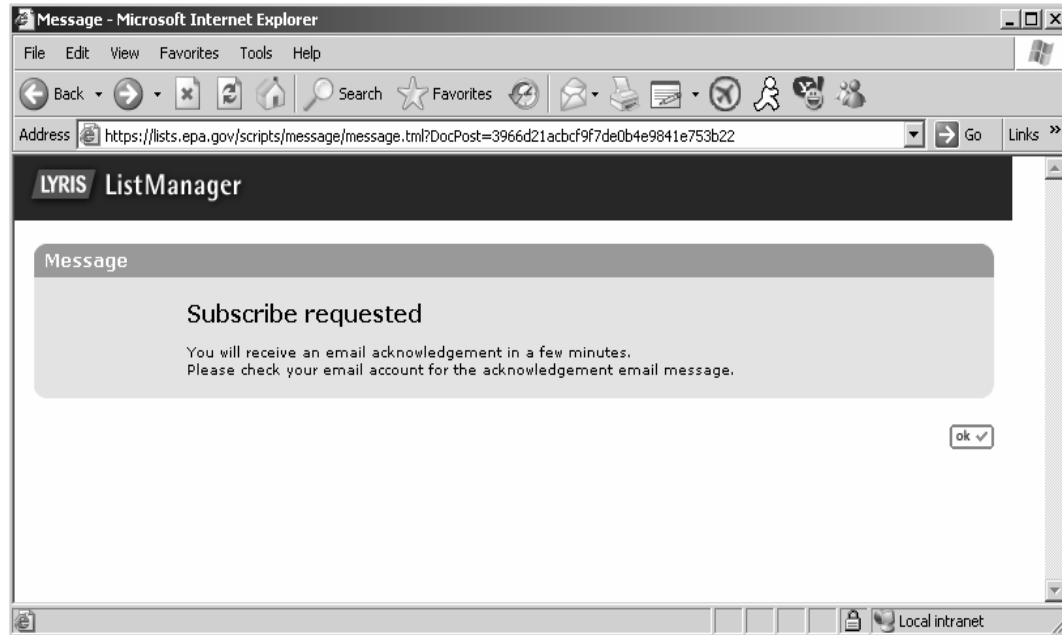 Message - Microsoft Internet Explorer
File Edit View Favorites Tools Help
Back Search Favorites
Address https://lists.epa.gov/scripts/message/message.tml?DocPost=3966d21acbcf9f7de0b4e9841e753b22 Go Links »
LYRIS ListManager
Message
Subscribe requested
You will receive an email acknowledgement in a few minutes.
Please check your email account for the acknowledgement email message.
ok
Local intranet